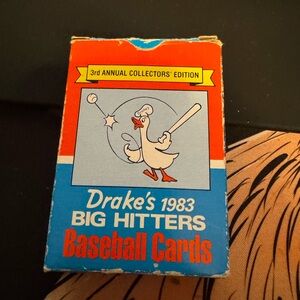 3rd ANNUAL COLLECTORS' EDITION
Drake's 1983
BIG HITTERS
Baseball Cards